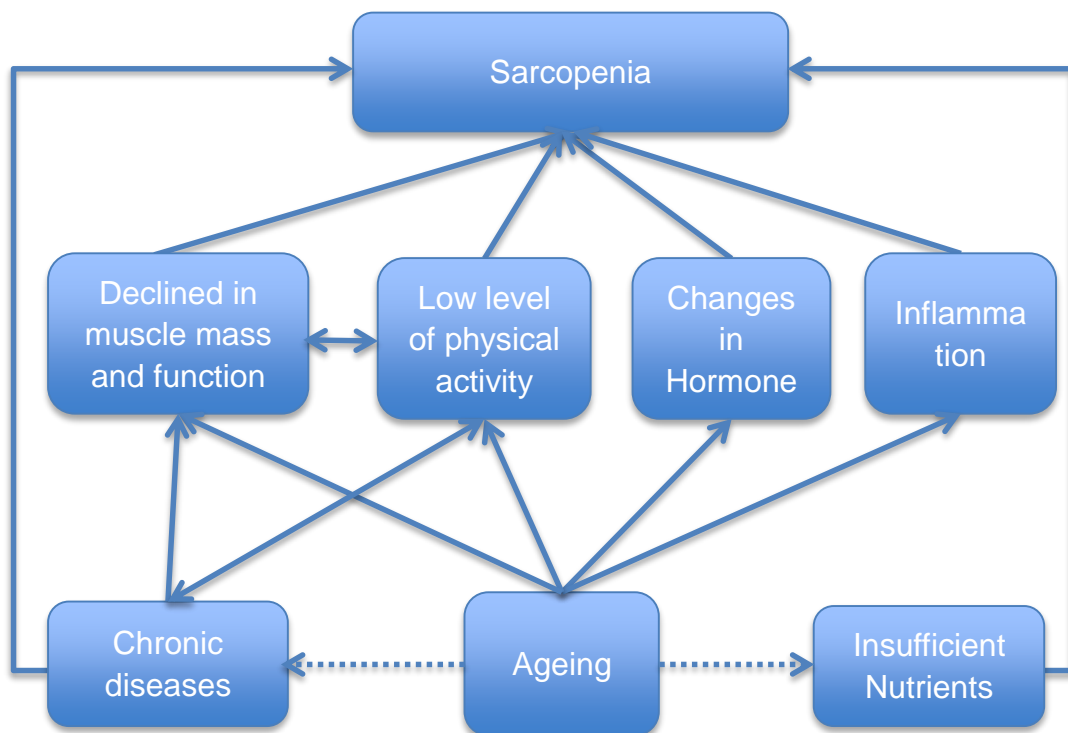 Sarcopenia
Declined in
muscle mass
and function
Low level
of physical
activity
Changes
in
Hormone
Inflamma
tion
Chronic
diseases
Ageing
Insufficient
Nutrients